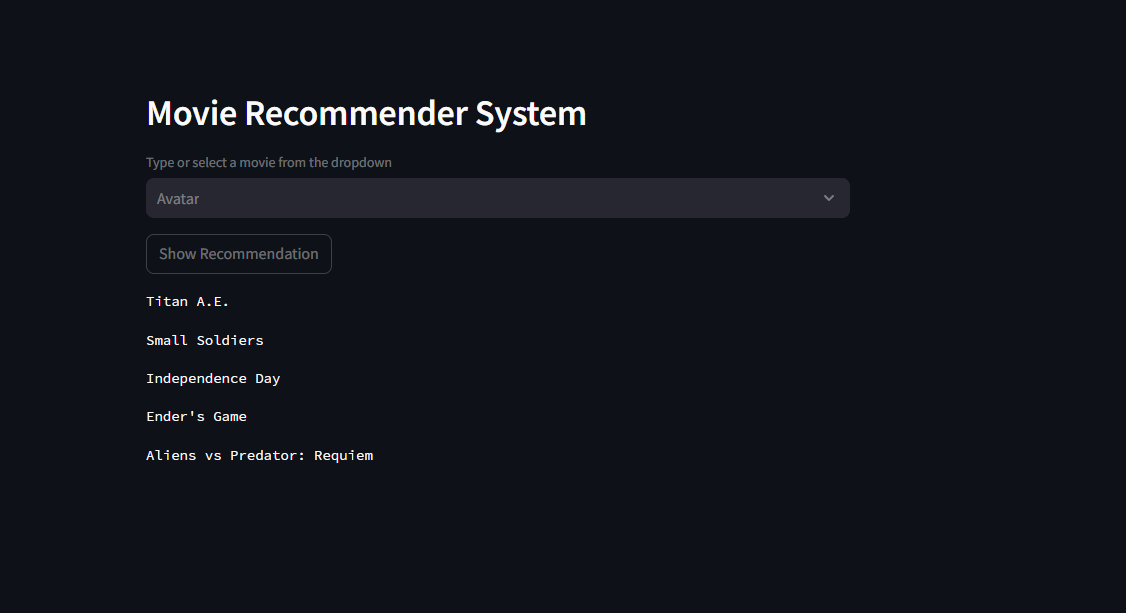 Movie Recommender System
Type or select a movie from the dropdown
Avatar
Show Recommendation
Titan A.E.
Small Soldiers
Independence Day
Ender's Game
Aliens vs Predator: Requiem